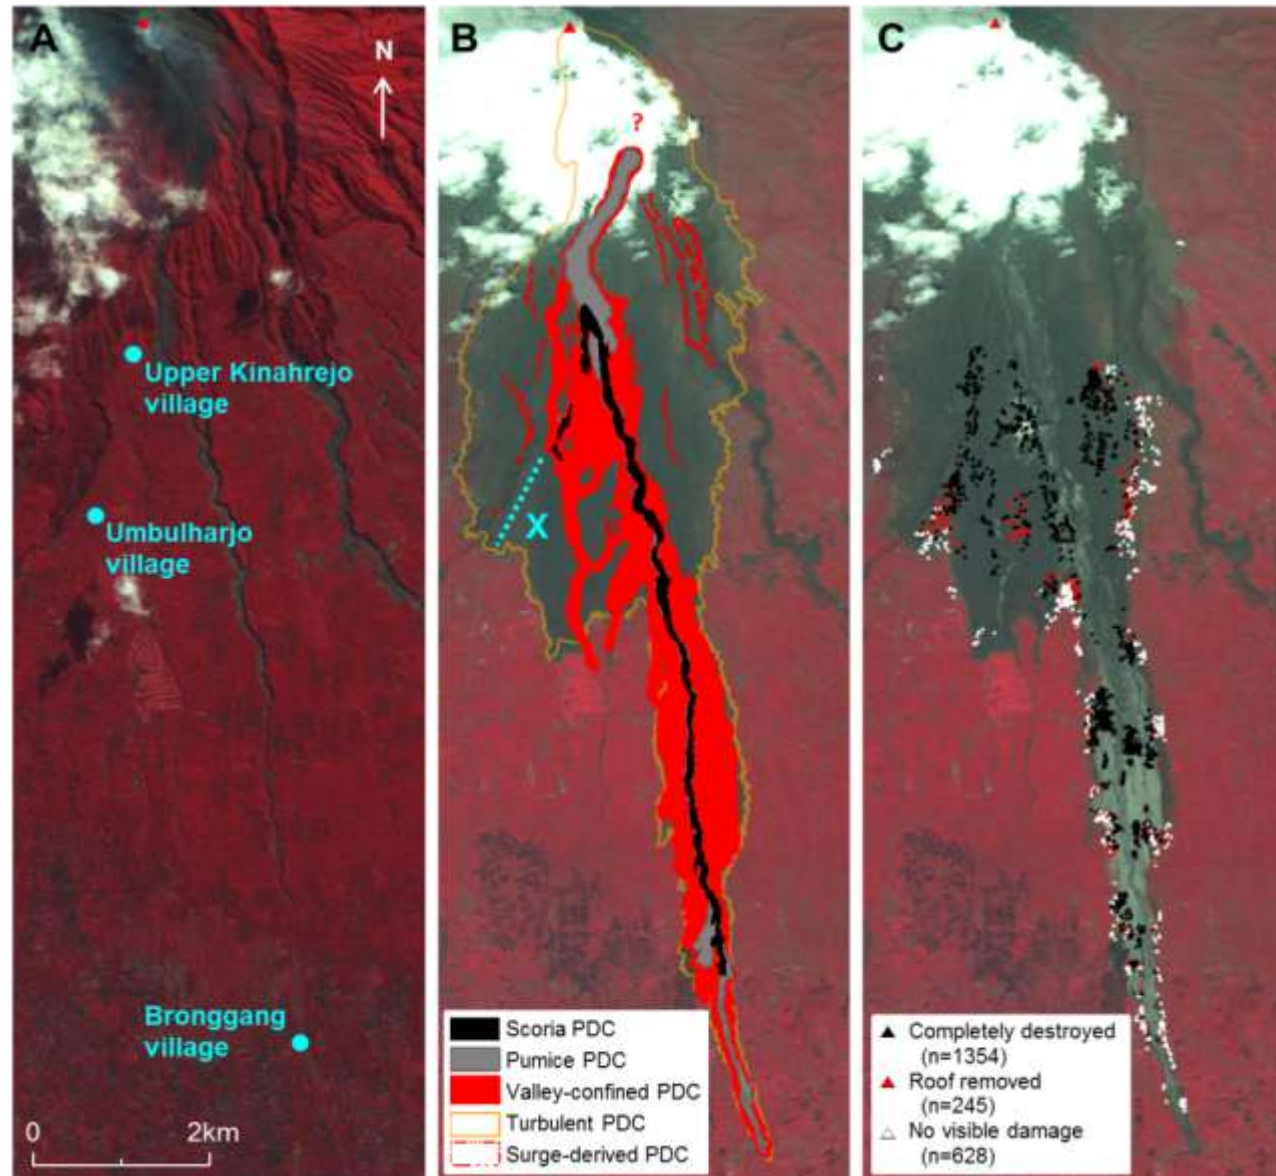 A
N
Upper Kinahrejo
village
Umbulharjo
village
Bronggang
village
0 2km
B
?
X
Scoria PDC
Pumice PDC
Valley-confined PDC
Turbulent PDC
Surge-derived PDC
C
Completely destroyed
(n=1354)
Roof removed
(n=245)
No visible damage
(n=628)